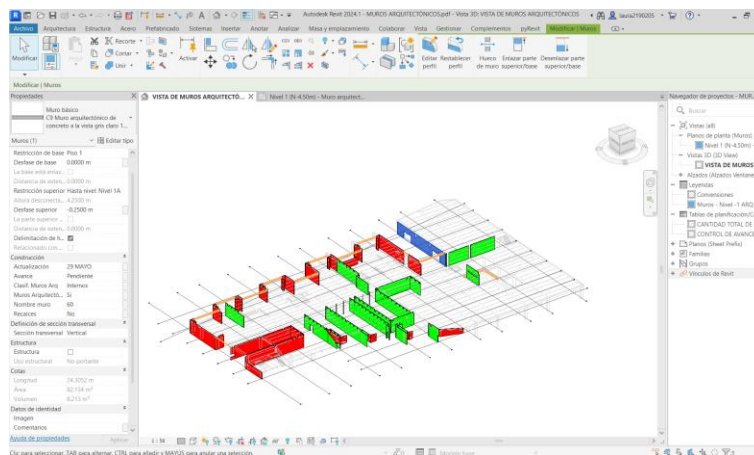 Autodesk Revit 2024.1 - MUROS ARQUITECTÓNICOS.pdf - Vista 3D: VISTA DE MUROS ARQUITECTÓNICOS
laxra2190205
Archivo Arquitectura Estructura Acero Prefabricado Sistemas Insertar Anotar Analizar Masa y emplazamiento Colaborar Vista Gestionar Complementos pyRevit Modificar | Muros
Modificar
Recorte
Cortar
Unir
Activar
Editar perfil
Restablecer perfil
Hueco de muro
Enlazar parte superior/base
Desenlazar parte superior/base
Modificar | Muros
Propiedades
VISTA DE MUROS ARQUITECTÓ...
Nivel 1 (N-4.50m) - Muro arquitect...
Muro básico
C9 Muro arquitectónico de
concreto a la vista gris claro 1...
Muros (1)
Editar tipo
Restricción de base Piso 1
Desfase de base 0.0000 m
La base está enlaz...
Distancia de exten... 0.0000 m
Restricción superior Hasta nivel: Nivel 1A
Altura desconecta... 4.2500 m
Desfase superior -0.2500 m
La parte superior ...
Distancia de exten... 0.0000 m
Delimitación de h...
Relacionado con...
Construcción
Actualización 29 MAYO
Avance Pendiente
Clasif. Muros Arq Internos
Muros Arquitectó... Si
Nombre muro 60
Recalces No
Definición de sección transversal
Sección transversal Vertical
Estructura
Estructura
Uso estructural No portante
Cotas
Longitud 24.3052 m
Área 82.134 m²
Volumen 8.213 m³
Datos de identidad
Imagen
Comentarios
Ayuda de propiedades
Aplicar
Navegador de proyectos - MUR...
Buscar
Vistas (all)
Planos de planta (Muros)
Nivel 1 (N-4.50m) -
Vistas 3D (3D View)
VISTA DE MUROS
Alzados (Alzados Ventane
Leyendas
Convenciones
Muros - Nivel -1 ARQ
Tablas de planificación/C
CANTIDAD TOTAL DE
CONTROL DE AVANCE
Planos (Sheet Prefix)
Familias
Grupos
Vínculos de Revit
1 : 50
Clic para seleccionar, TAB para alternar, CTRL para añadir y MAYÚS para anular una selección.
Modelo base